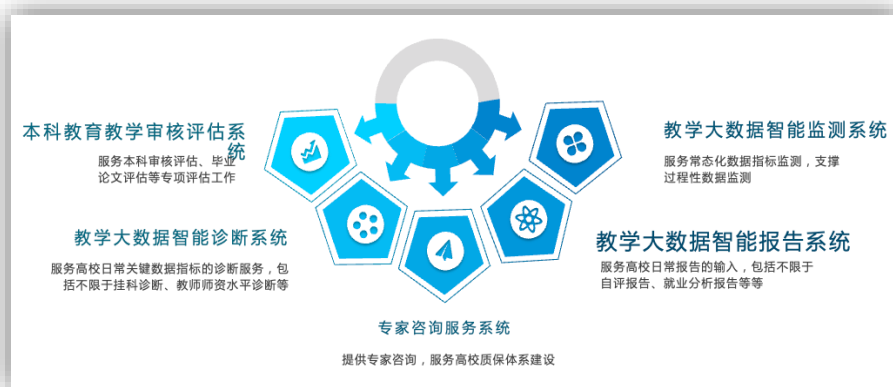 本科教育教学审核评估系
统
服务本科审核评估、毕业
论文评估等专项评估工作
教学大数据智能诊断系统
服务高校日常关键数据指标的诊断服务，包
括不限于挂科诊断、教师师资水平诊断等
专家咨询服务系统
提供专家咨询，服务高校质保体系建设
教学大数据智能监测系统
服务常态化数据指标监测，支撑
过程性数据监测
教学大数据智能报告系统
服务高校日常报告的输入，包括不限于
自评报告、就业分析报告等等